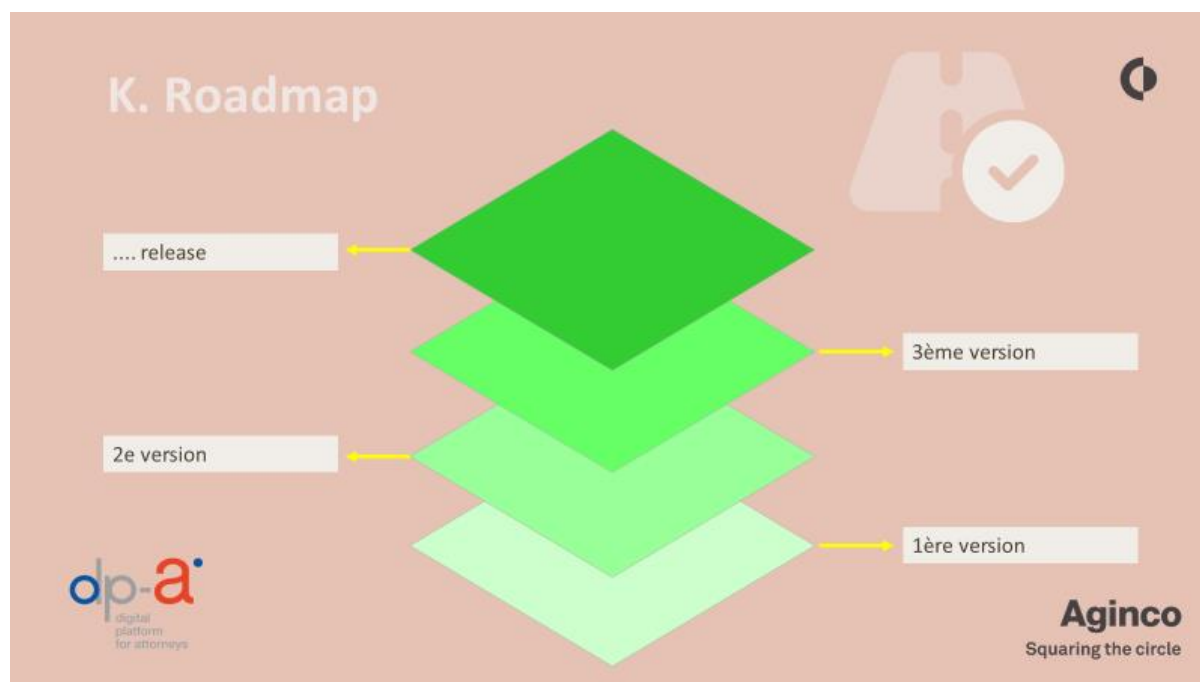 K. Roadmap
.... release
3ème version
2e version
1ère version
dp-a
digital
platform
for attorneys
Aginco
Squaring the circle